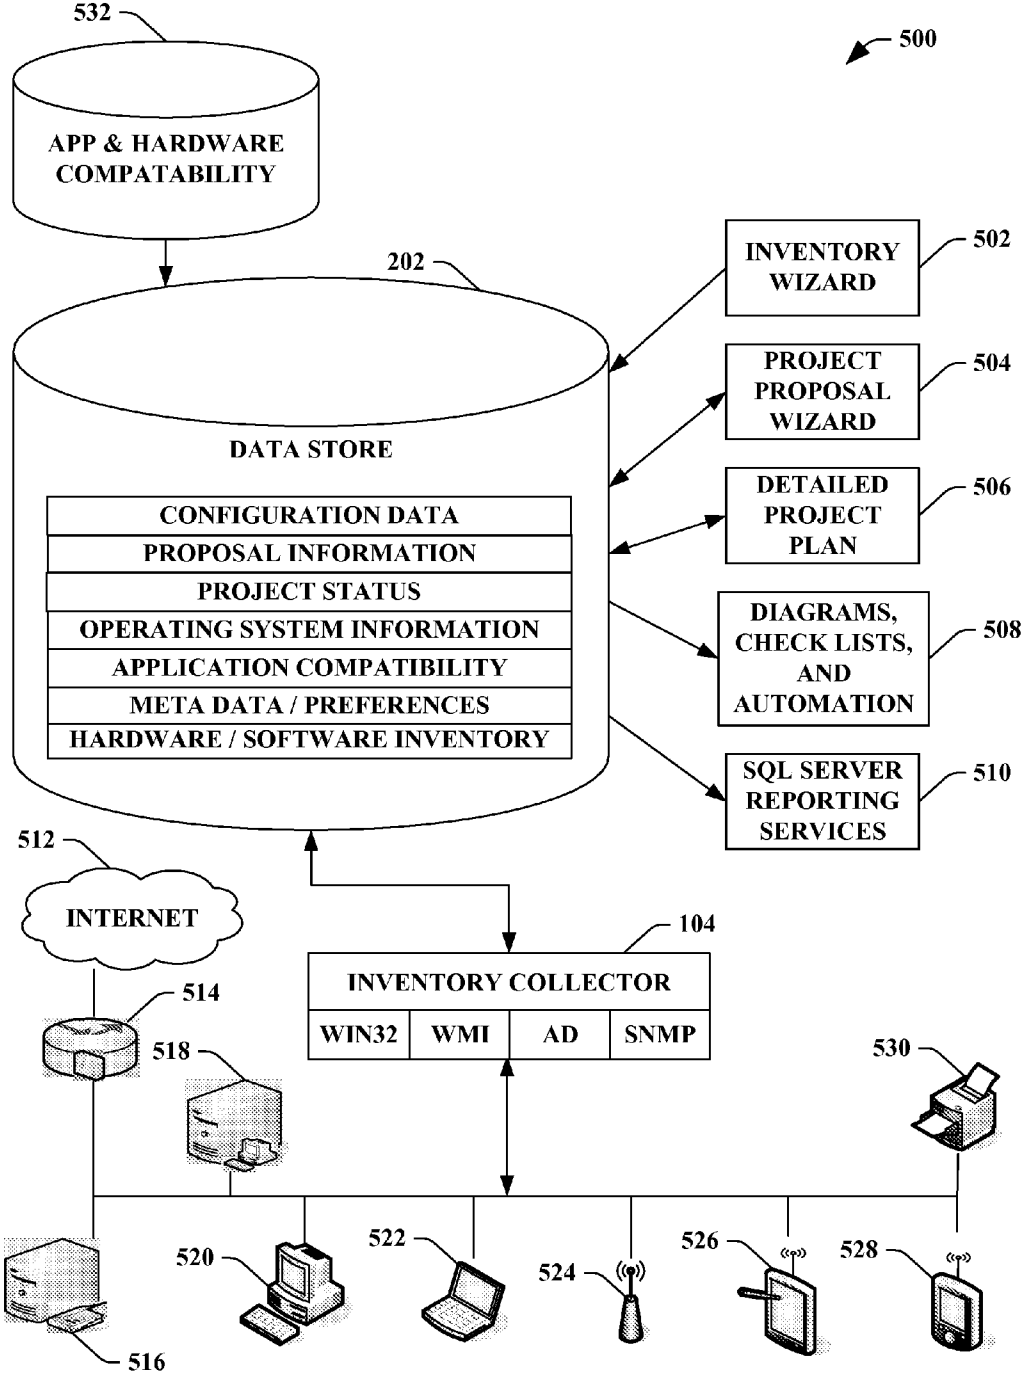 532
500
APP & HARDWARE
COMPATABILITY
202
INVENTORY
WIZARD
502
PROJECT
PROPOSAL
WIZARD
504
DATA STORE
DETAILED
PROJECT
PLAN
506
CONFIGURATION DATA
PROPOSAL INFORMATION
PROJECT STATUS
OPERATING SYSTEM INFORMATION
APPLICATION COMPATIBILITY
META DATA / PREFERENCES
HARDWARE / SOFTWARE INVENTORY
DIAGRAMS,
CHECK LISTS,
AND
AUTOMATION
508
SQL SERVER
REPORTING
SERVICES
510
512
INTERNET
104
INVENTORY COLLECTOR
WIN32
WMI
AD
SNMP
514
518
530
520
522
524
526
528
516